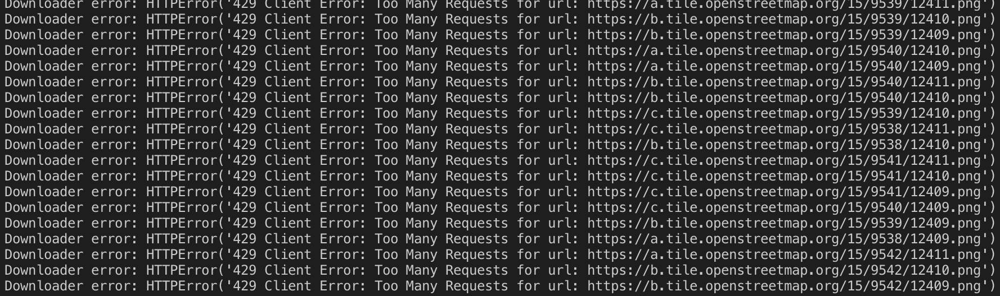 Downloader error: HTTPError('429 Client Error: Too Many Requests for url: https://a.tile.openstreetmap.org/15/9539/12411.png')
Downloader error: HTTPError('429 Client Error: Too Many Requests for url: https://b.tile.openstreetmap.org/15/9539/12410.png')
Downloader error: HTTPError('429 Client Error: Too Many Requests for url: https://b.tile.openstreetmap.org/15/9539/12409.png')
Downloader error: HTTPError('429 Client Error: Too Many Requests for url: https://a.tile.openstreetmap.org/15/9540/12410.png')
Downloader error: HTTPError('429 Client Error: Too Many Requests for url: https://a.tile.openstreetmap.org/15/9540/12409.png')
Downloader error: HTTPError('429 Client Error: Too Many Requests for url: https://b.tile.openstreetmap.org/15/9540/12411.png')
Downloader error: HTTPError('429 Client Error: Too Many Requests for url: https://b.tile.openstreetmap.org/15/9540/12410.png')
Downloader error: HTTPError('429 Client Error: Too Many Requests for url: https://c.tile.openstreetmap.org/15/9539/12410.png')
Downloader error: HTTPError('429 Client Error: Too Many Requests for url: https://c.tile.openstreetmap.org/15/9538/12411.png')
Downloader error: HTTPError('429 Client Error: Too Many Requests for url: https://b.tile.openstreetmap.org/15/9538/12410.png')
Downloader error: HTTPError('429 Client Error: Too Many Requests for url: https://c.tile.openstreetmap.org/15/9541/12411.png')
Downloader error: HTTPError('429 Client Error: Too Many Requests for url: https://c.tile.openstreetmap.org/15/9541/12410.png')
Downloader error: HTTPError('429 Client Error: Too Many Requests for url: https://c.tile.openstreetmap.org/15/9541/12409.png')
Downloader error: HTTPError('429 Client Error: Too Many Requests for url: https://c.tile.openstreetmap.org/15/9540/12409.png')
Downloader error: HTTPError('429 Client Error: Too Many Requests for url: https://b.tile.openstreetmap.org/15/9539/12409.png')
Downloader error: HTTPError('429 Client Error: Too Many Requests for url: https://a.tile.openstreetmap.org/15/9538/12409.png')
Downloader error: HTTPError('429 Client Error: Too Many Requests for url: https://a.tile.openstreetmap.org/15/9542/12411.png')
Downloader error: HTTPError('429 Client Error: Too Many Requests for url: https://b.tile.openstreetmap.org/15/9542/12410.png')
Downloader error: HTTPError('429 Client Error: Too Many Requests for url: https://b.tile.openstreetmap.org/15/9542/12409.png')